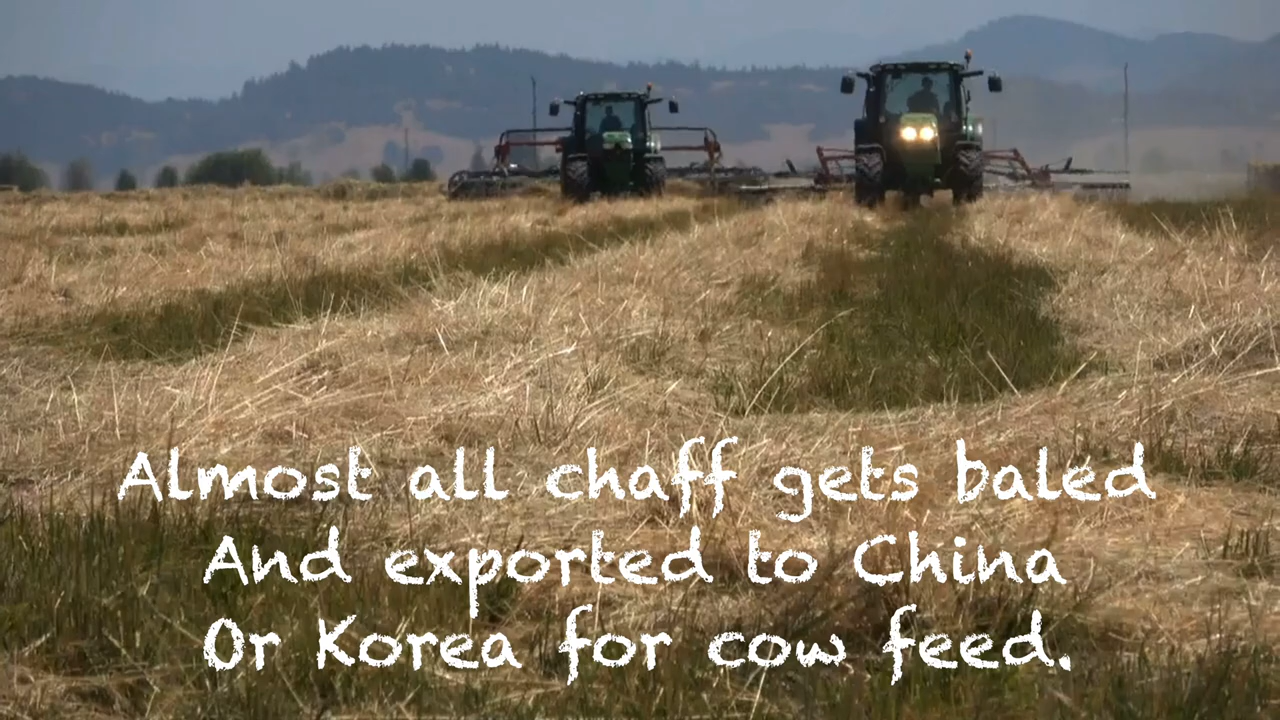 Almost all chaff gets baled
And exported to China
Or Korea for cow feed.